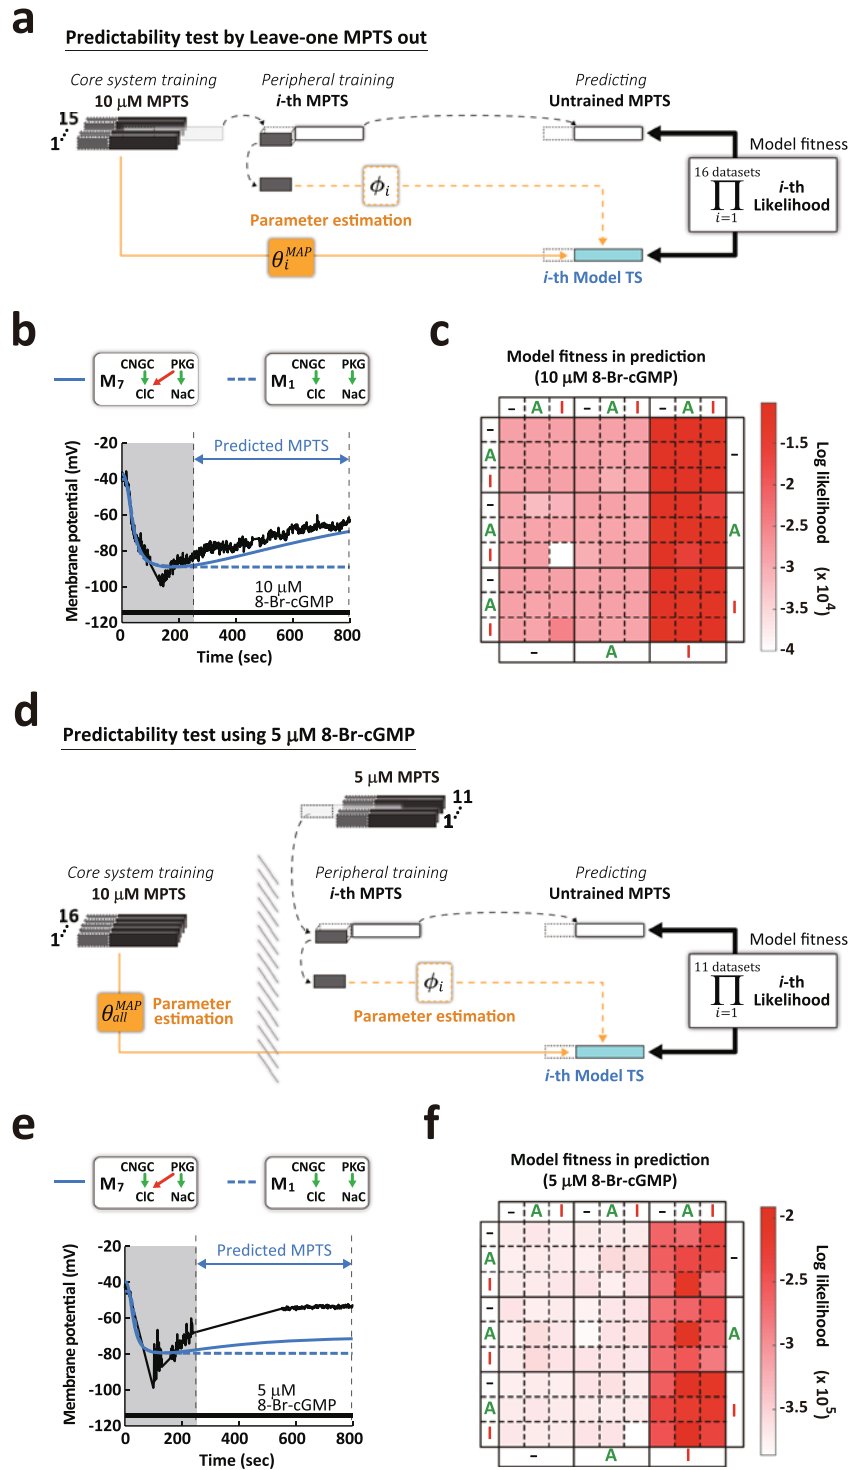 a
Predictability test by Leave-one MPTS out
Core system training
10 μM MPTS
Peripheral training
i-th MPTS
Predicting
Untrained MPTS
15
1
Model fitness
16 datasets
∏
i=1
i-th
Likelihood
ϕi
Parameter estimation
θi^MAP
i-th Model TS
b
M7
CNGC PKG
ClC NaC
M1
CNGC PKG
ClC NaC
Membrane potential (mV)
-20
-40
-60
-80
-100
-120
Predicted MPTS
10 μM
8-Br-cGMP
0 200 400 600 800
Time (sec)
c
Model fitness in prediction
(10 μM 8-Br-cGMP)
– A I – A I – A I
–
A
I
–
A
I
–
A
I
–
A
I
– A I
-1.5
-2
-2.5
-3
-3.5
-4
Log likelihood (x 10^4)
d
Predictability test using 5 μM 8-Br-cGMP
5 μM MPTS
11
1
Core system training
10 μM MPTS
Peripheral training
i-th MPTS
Predicting
Untrained MPTS
16
1
Model fitness
11 datasets
∏
i=1
i-th
Likelihood
ϕi
Parameter estimation
θall^MAP
Parameter
estimation
i-th Model TS
e
M7
CNGC PKG
ClC NaC
M1
CNGC PKG
ClC NaC
Membrane potential (mV)
-20
-40
-60
-80
-100
-120
Predicted MPTS
5 μM
8-Br-cGMP
0 200 400 600 800
Time (sec)
f
Model fitness in prediction
(5 μM 8-Br-cGMP)
– A I – A I – A I
–
A
I
–
A
I
–
A
I
–
A
I
– A I
-2
-2.5
-3
-3.5
Log likelihood (x 10^5)